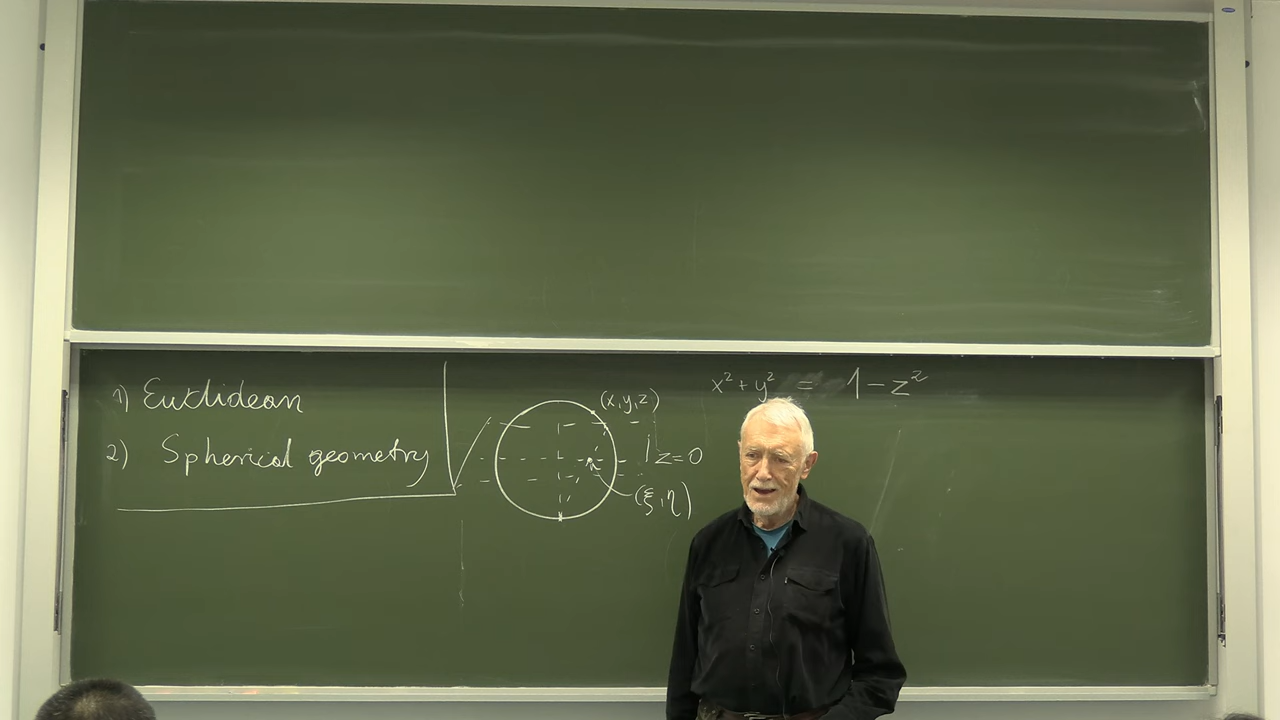 1) Euclidean
2) Spherical geometry
(x,y,z)
z=0
(ξ,η)
x² + y² = 1 - z²